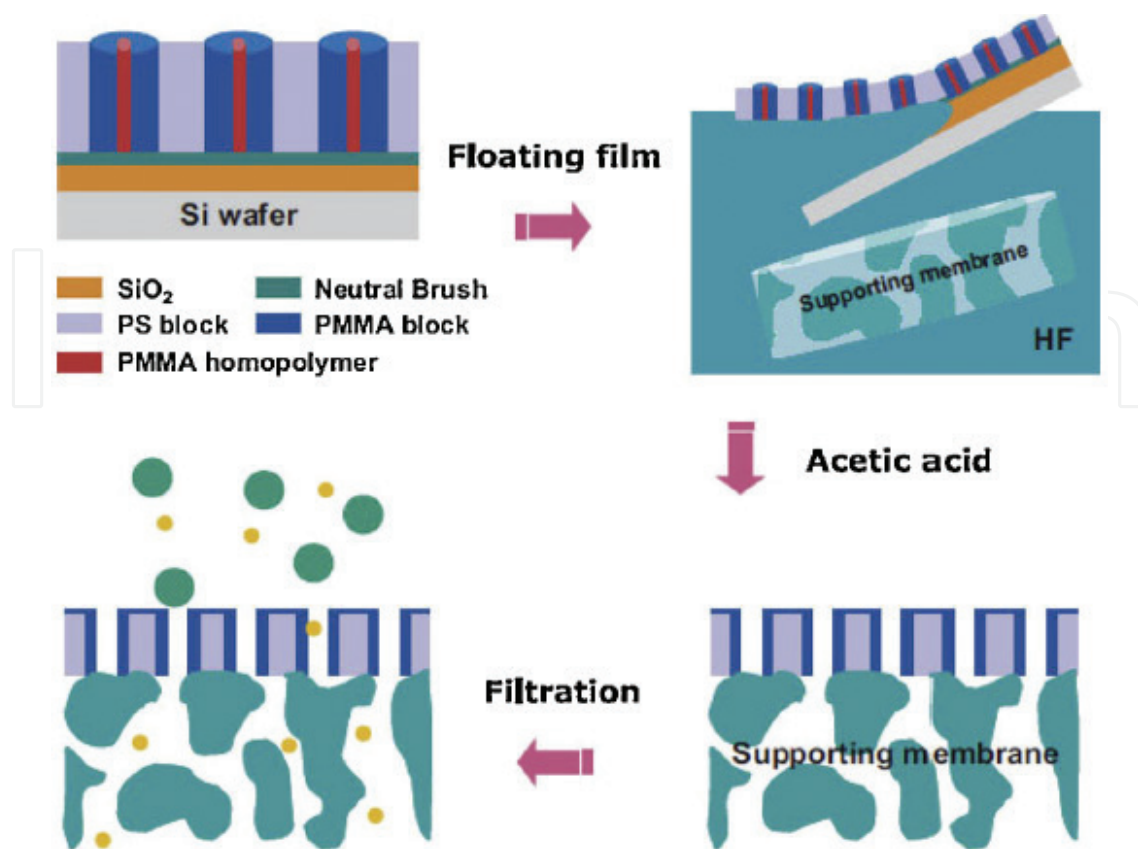 Si wafer
Floating film
SiO₂
Neutral Brush
PS block
PMMA block
PMMA homopolymer
Supporting membrane
HF
Acetic acid
Filtration
Supporting membrane